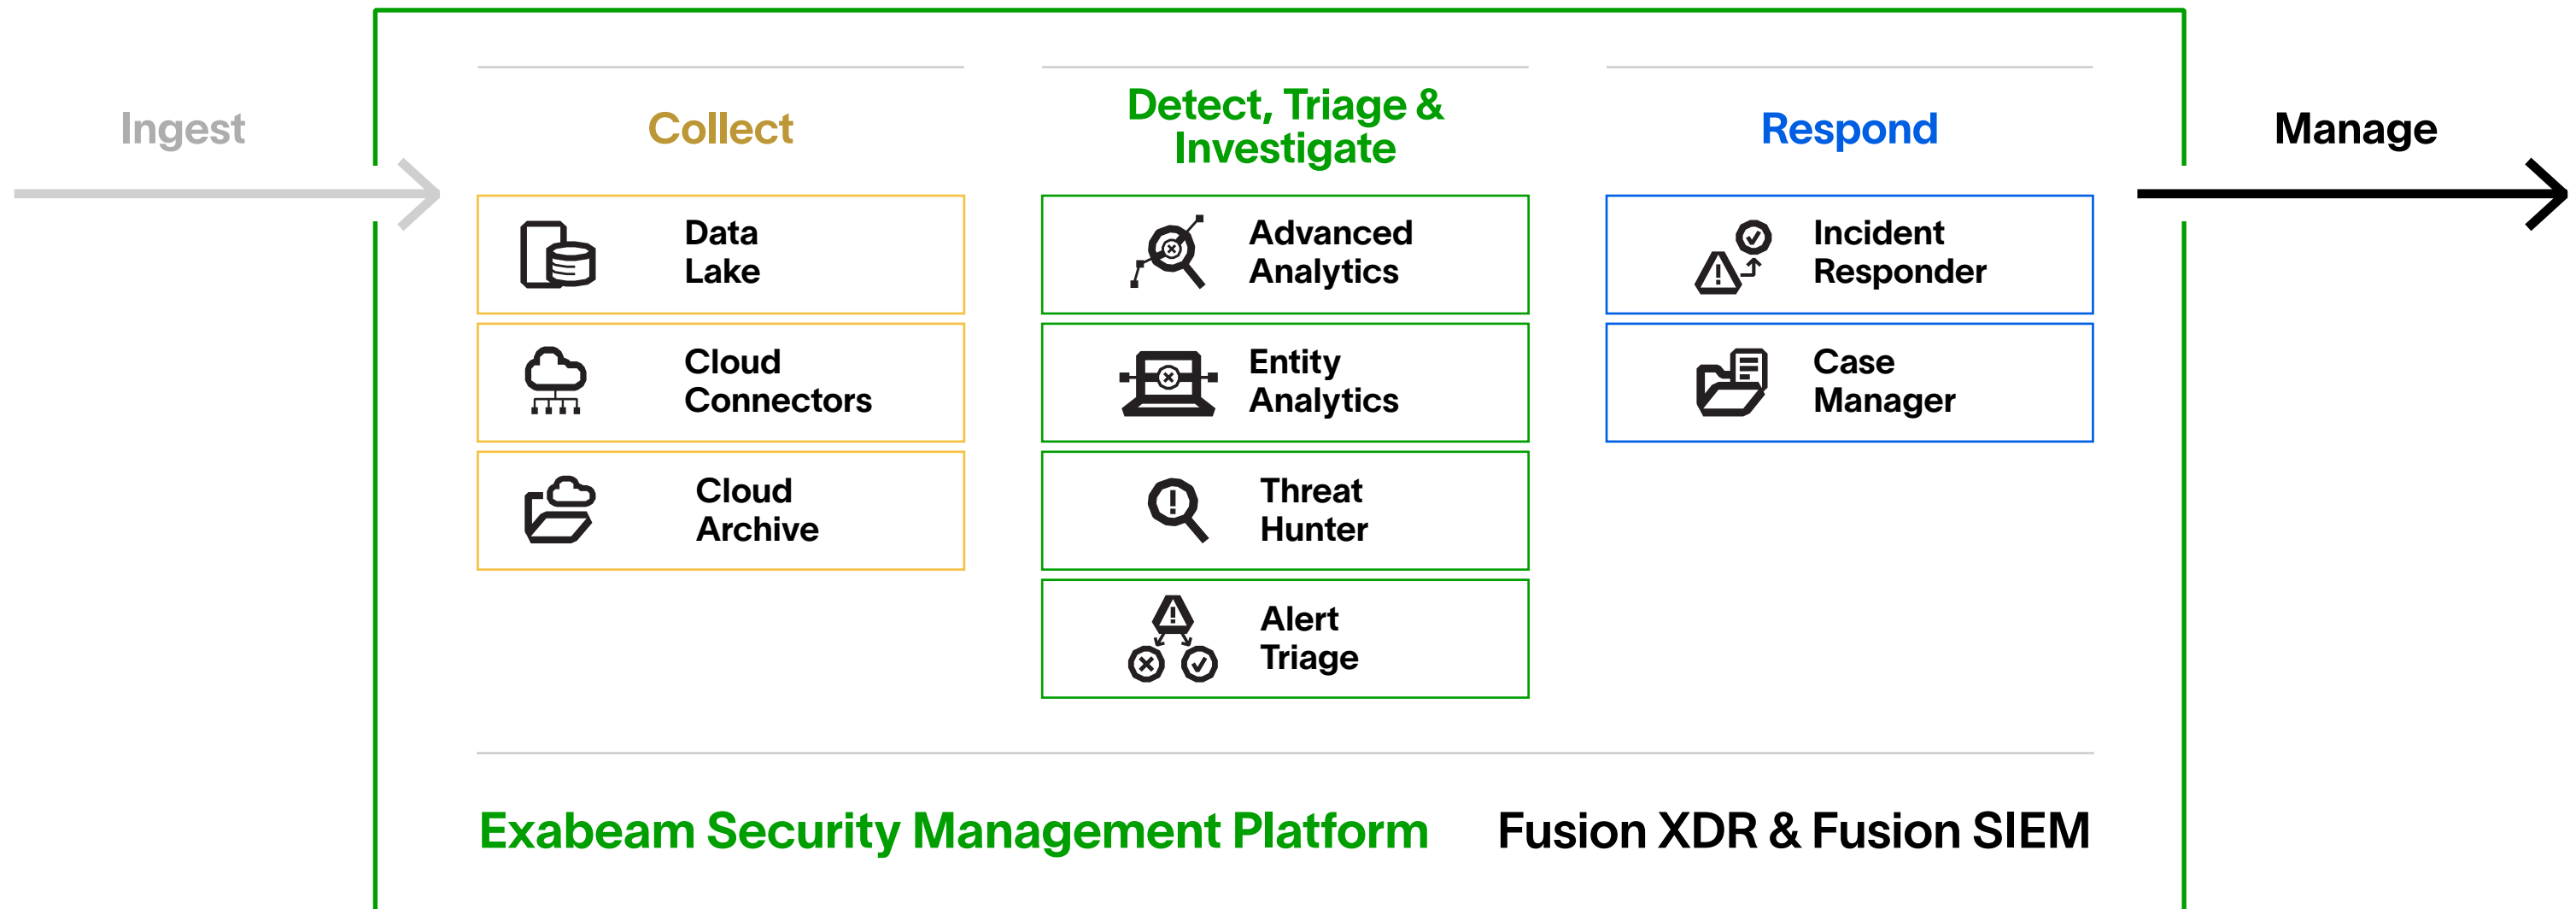 Ingest
Collect
Detect, Triage &
Investigate
Respond
Manage
Data
Lake
Cloud
Connectors
Cloud
Archive
Advanced
Analytics
Entity
Analytics
Threat
Hunter
Alert
Triage
Incident
Responder
Case
Manager
Exabeam Security Management Platform
Fusion XDR & Fusion SIEM